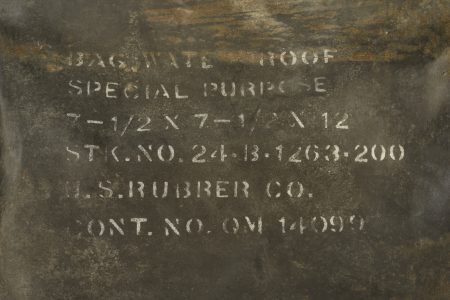 BAG, WATE ROOF
SPECIAL PURPOSE
7-1/2 X 7-1/2 X 12
STK. NO. 24-B-1263-200
U.S. RUBBER CO.
CONT. NO. QM 14099